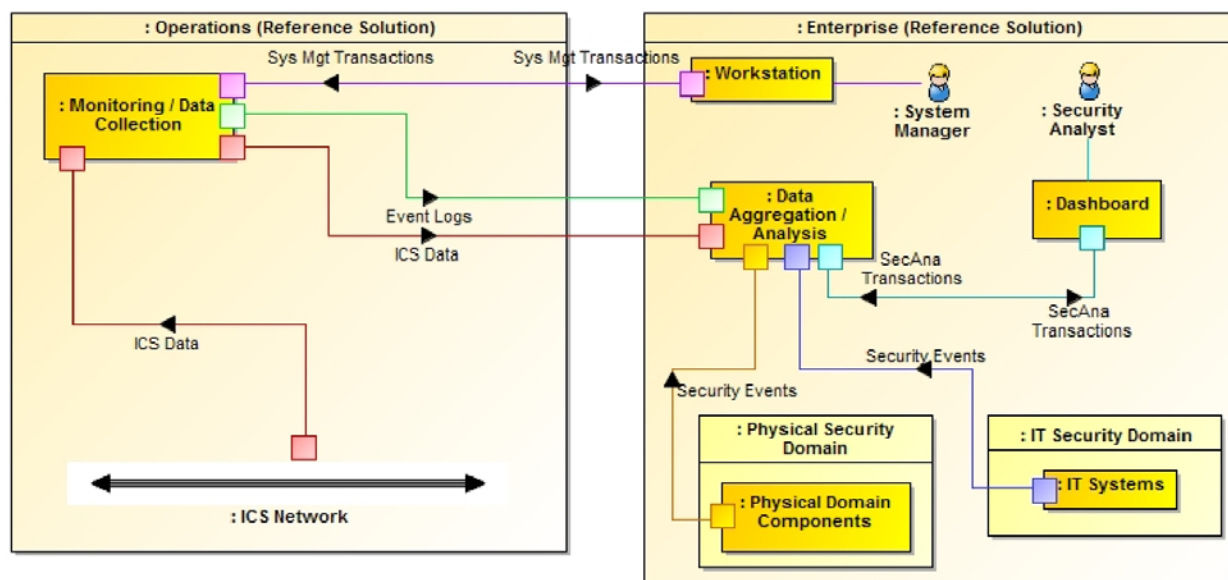 : Operations (Reference Solution)
Sys Mgt Transactions
: Monitoring / Data
Collection
Event Logs
ICS Data
ICS Data
: ICS Network
: Enterprise (Reference Solution)
Sys Mgt Transactions
: Workstation
: System
Manager
: Security
Analyst
: Data
Aggregation /
Analysis
: Dashboard
SecAna
Transactions
SecAna
Transactions
Security Events
Security Events
: Physical Security
Domain
: Physical Domain
Components
: IT Security Domain
: IT Systems